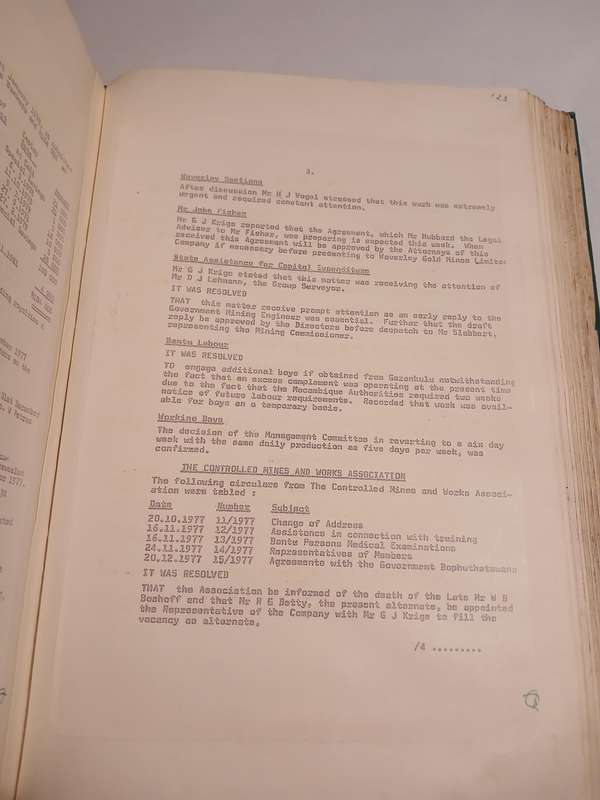 123
3.
Waverley Sections
After discussion Mr H J Vogel stressed that this work was extremely
urgent and required constant attention.
Mr John Fisher
Mr G J Krige reported that the Agreement, which Mr Hubbard the Legal
Adviser to Mr Fisher, was preparing is expected this week. When
received this Agreement will be approved by the Attorneys of this
Company if necessary before presenting to Waverley Gold Mines Limited
State Assistance for Capital Expenditure
Mr G J Krige stated that this matter was receiving the attention of
Mr D J Lehmann, the Group Surveyor.
IT WAS RESOLVED
THAT this matter receive prompt attention as an early reply to the
Government Mining Engineer was essential. Further that the draft
reply be approved by the Directors before despatch to Mr Slabbert,
representing the Mining Commissioner.
Bantu Labour
IT WAS RESOLVED
TO engage additional boys if obtained from Gazankulu notwithstanding
the fact that an excess compliment was operating at the present time
due to the fact that the Mocambique Authorities required two weeks
notice of future labour requirements. Recorded that work was avail-
able for boys on a temporary basis.
Working Days
The decision of the Management Committee in reverting to a six day
week with the same daily production as five days per week, was
confirmed.
THE CONTROLLED MINES AND WORKS ASSOCIATION
The following circulars from The Controlled Mines and Works Associ-
ation were tabled :
Date Number Subject
20.10.1977 11/1977 Change of Address
16.11.1977 12/1977 Assistance in connection with training
16.11.1977 13/1977 Bantu Persons Medical Examinations
24.11.1977 14/1977 Representatives of Members
20.12.1977 15/1977 Agreements with the Government Bophuthatswana
IT WAS RESOLVED
THAT the Association be informed of the death of the Late Mr W S
Boshoff and that Mr R G Betty, the present alternate, be appointed
the Representative of the Company with Mr G J Krige to fill the
vacancy as alternate.
/4 .........